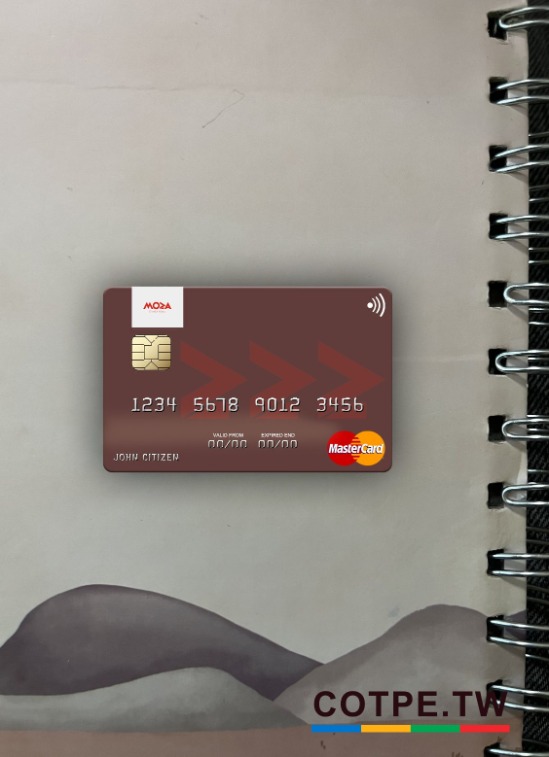 MORA
1234 5678 9012 3456
VALID FROM EXPIRED END
00/00 00/00
JOHN CITIZEN
MasterCard
COTPE.TW